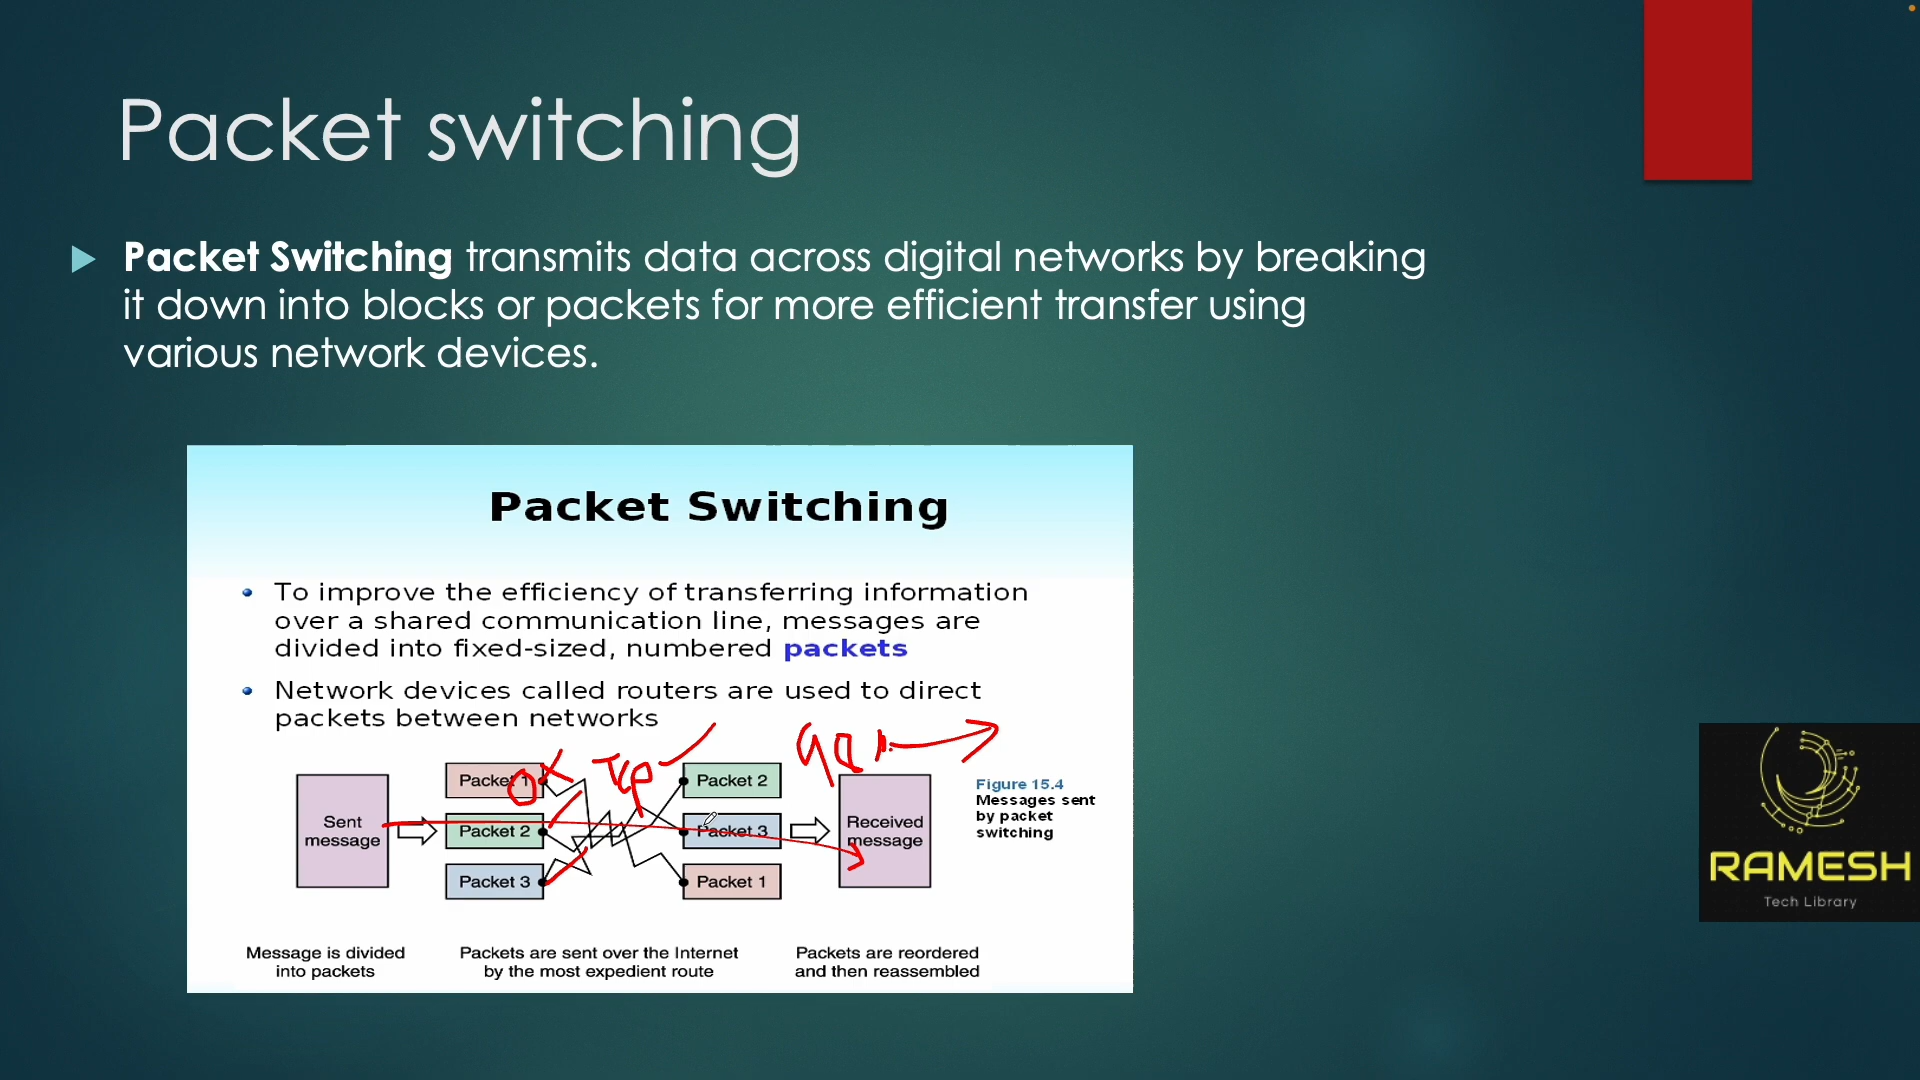 Packet switching
Packet Switching transmits data across digital networks by breaking
it down into blocks or packets for more efficient transfer using
various network devices.
Packet Switching
To improve the efficiency of transferring information
over a shared communication line, messages are
divided into fixed-sized, numbered packets
Network devices called routers are used to direct
packets between networks
Sent
message
Packet 1
Packet 2
Packet 3
TCP
Packet 2
Packet 3
Packet 1
Received
message
Figure 15.4
Messages sent
by packet
switching
Message is divided
into packets
Packets are sent over the Internet
by the most expedient route
Packets are reordered
and then reassembled
RAMESH
Tech Library